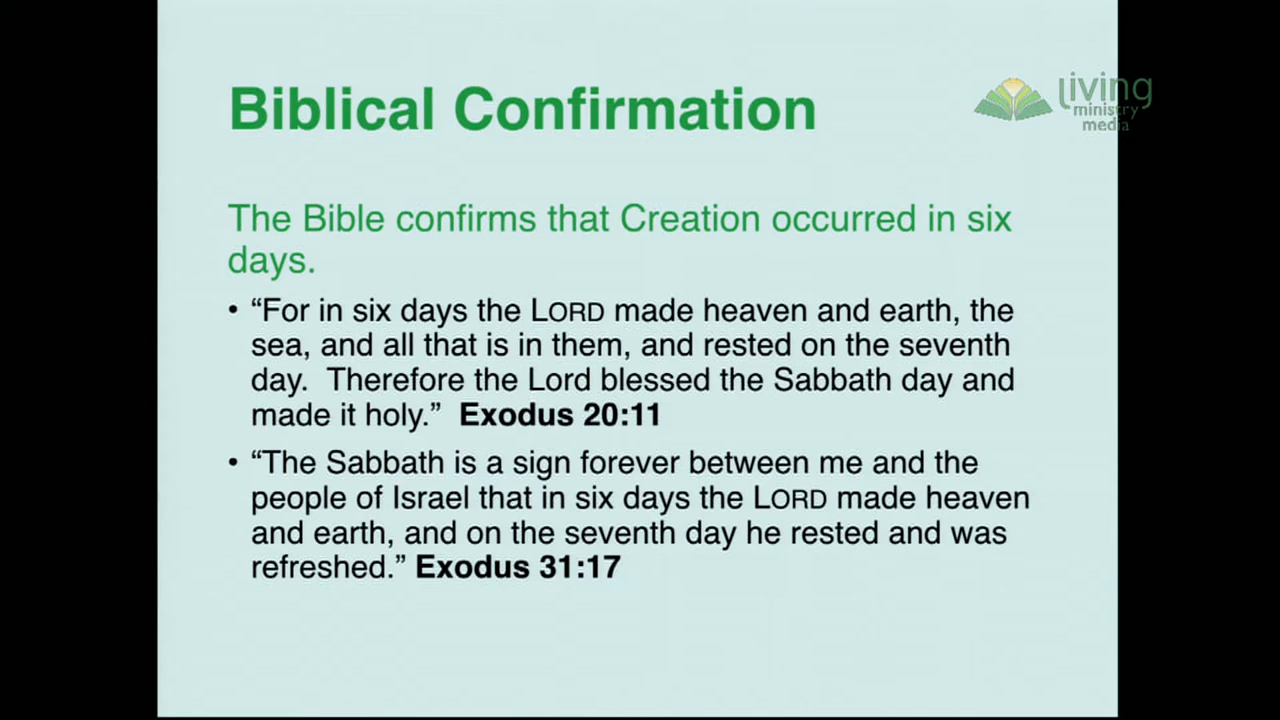 Biblical Confirmation
living
ministry
media
The Bible confirms that Creation occurred in six
days.
• “For in six days the LORD made heaven and earth, the
sea, and all that is in them, and rested on the seventh
day.  Therefore the Lord blessed the Sabbath day and
made it holy.”  Exodus 20:11
• “The Sabbath is a sign forever between me and the
people of Israel that in six days the LORD made heaven
and earth, and on the seventh day he rested and was
refreshed.” Exodus 31:17